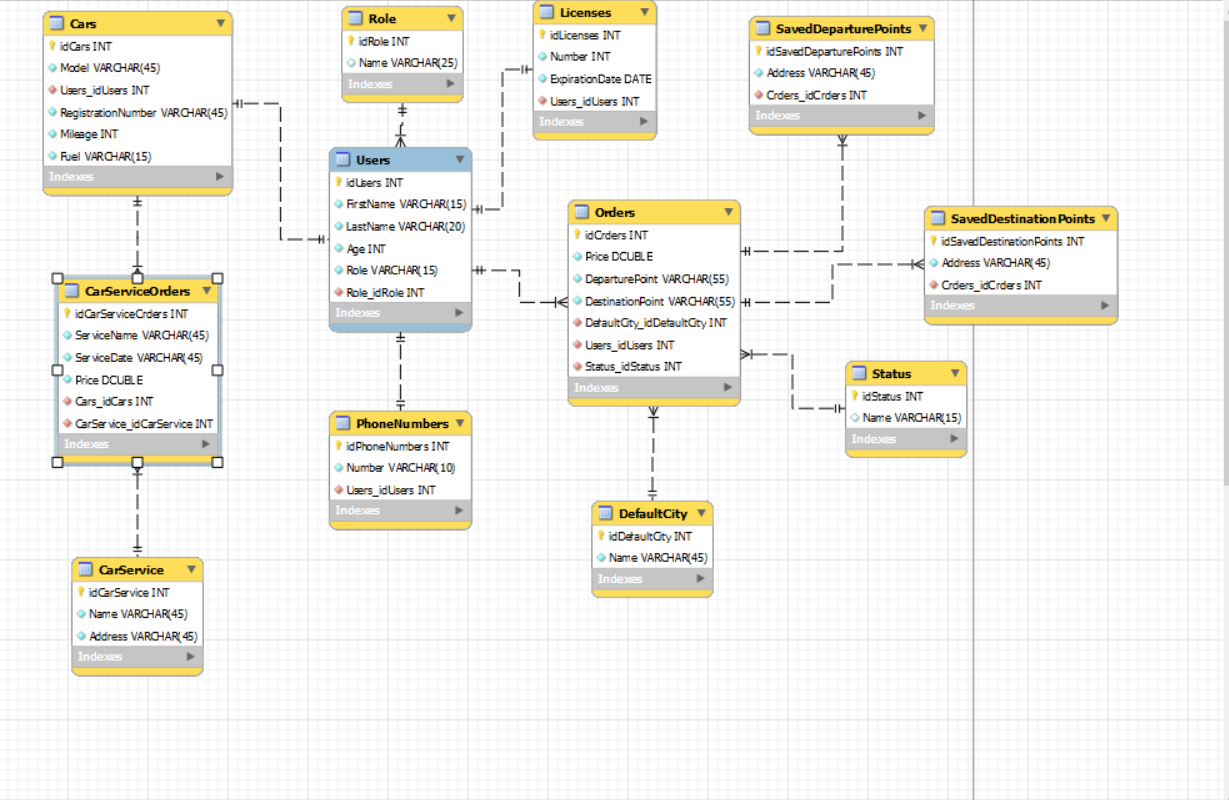 Cars
idCars INT
Model VARCHAR(45)
Users_idUsers INT
RegistrationNumber VARCHAR(45)
Mileage INT
Fuel VARCHAR(15)
Indexes
Role
idRole INT
Name VARCHAR(25)
Indexes
Licenses
idLicenses INT
Number INT
ExpirationDate DATE
Users_idUsers INT
Indexes
SavedDeparturePoints
idSavedDeparturePoints INT
Address VARCHAR(45)
Orders_idOrders INT
Indexes
Users
idUsers INT
FirstName VARCHAR(15)
LastName VARCHAR(20)
Age INT
Role VARCHAR(15)
Role_idRole INT
Indexes
Orders
idOrders INT
Price DOUBLE
DeparturePoint VARCHAR(55)
DestinationPoint VARCHAR(55)
DefaultCity_idDefaultCity INT
Users_idUsers INT
Status_idStatus INT
Indexes
SavedDestinationPoints
idSavedDestinationPoints INT
Address VARCHAR(45)
Orders_idOrders INT
Indexes
CarServiceOrders
idCarServiceOrders INT
ServiceName VARCHAR(45)
ServiceDate VARCHAR(45)
Price DOUBLE
Cars_idCars INT
CarService_idCarService INT
Indexes
Status
idStatus INT
Name VARCHAR(15)
Indexes
PhoneNumbers
idPhoneNumbers INT
Number VARCHAR(10)
Users_idUsers INT
Indexes
DefaultCity
idDefaultCity INT
Name VARCHAR(45)
Indexes
CarService
idCarService INT
Name VARCHAR(45)
Address VARCHAR(45)
Indexes